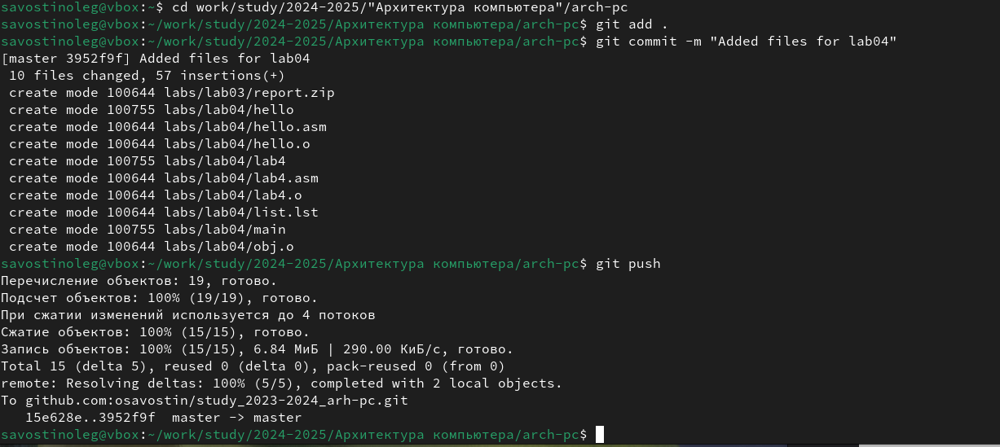 savostinoleg@vbox:~$ cd work/study/2024-2025/"Архитектура компьютера"/arch-pc
savostinoleg@vbox:~/work/study/2024-2025/Архитектура компьютера/arch-pc$ git add .
savostinoleg@vbox:~/work/study/2024-2025/Архитектура компьютера/arch-pc$ git commit -m "Added files for lab04"
[master 3952f9f] Added files for lab04
 10 files changed, 57 insertions(+)
 create mode 100644 labs/lab03/report.zip
 create mode 100755 labs/lab04/hello
 create mode 100644 labs/lab04/hello.asm
 create mode 100644 labs/lab04/hello.o
 create mode 100755 labs/lab04/lab4
 create mode 100644 labs/lab04/lab4.asm
 create mode 100644 labs/lab04/lab4.o
 create mode 100644 labs/lab04/list.lst
 create mode 100755 labs/lab04/main
 create mode 100644 labs/lab04/obj.o
savostinoleg@vbox:~/work/study/2024-2025/Архитектура компьютера/arch-pc$ git push
Перечисление объектов: 19, готово.
Подсчет объектов: 100% (19/19), готово.
При сжатии изменений используется до 4 потоков
Сжатие объектов: 100% (15/15), готово.
Запись объектов: 100% (15/15), 6.84 МиБ | 290.00 КиБ/с, готово.
Total 15 (delta 5), reused 0 (delta 0), pack-reused 0 (from 0)
remote: Resolving deltas: 100% (5/5), completed with 2 local objects.
To github.com:osavostin/study_2023-2024_arh-pc.git
   15e628e..3952f9f  master -> master
savostinoleg@vbox:~/work/study/2024-2025/Архитектура компьютера/arch-pc$